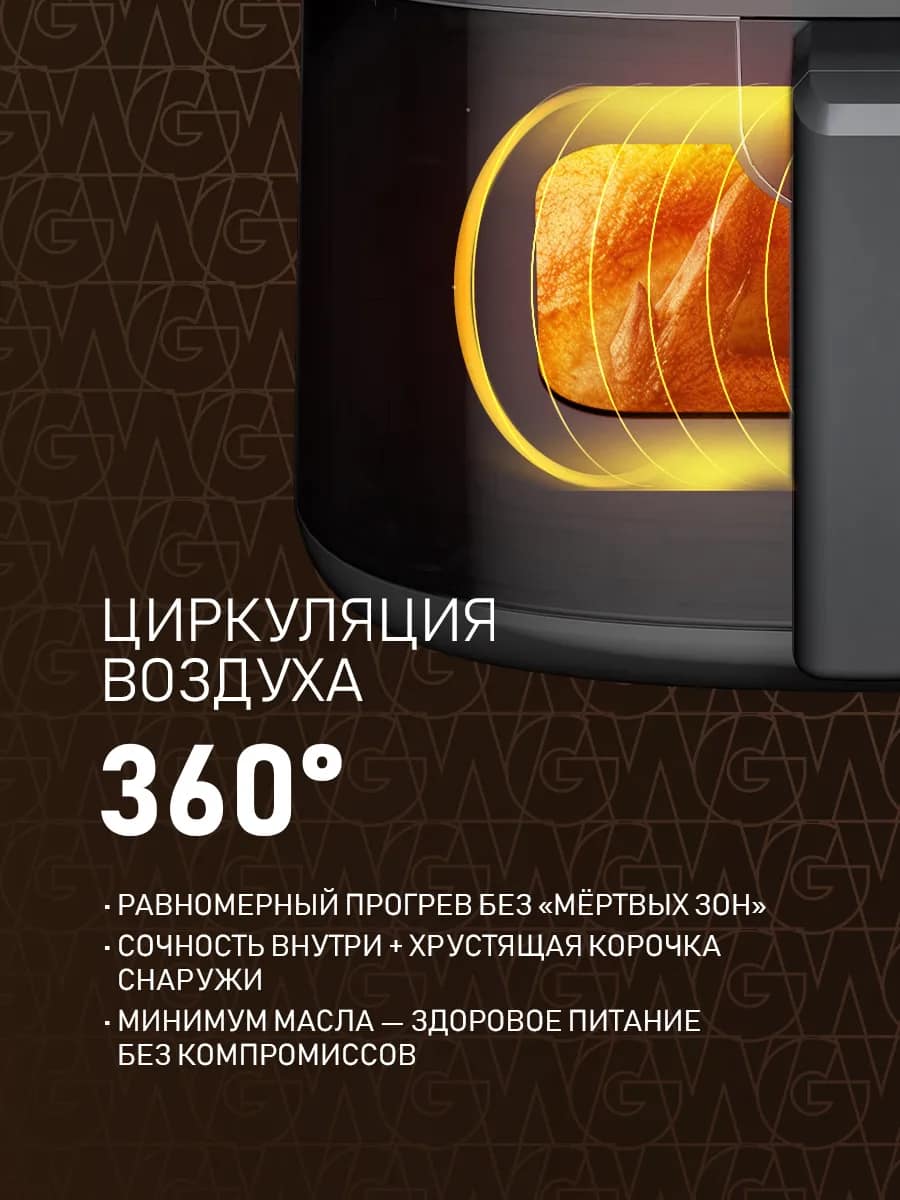 ЦИРКУЛЯЦИЯ
ВОЗДУХА
360°
· РАВНОМЕРНЫЙ ПРОГРЕВ БЕЗ «МЁРТВЫХ ЗОН»
· СОЧНОСТЬ ВНУТРИ + ХРУСТЯЩАЯ КОРОЧКА
СНАРУЖИ
· МИНИМУМ МАСЛА — ЗДОРОВОЕ ПИТАНИЕ
БЕЗ КОМПРОМИССОВ